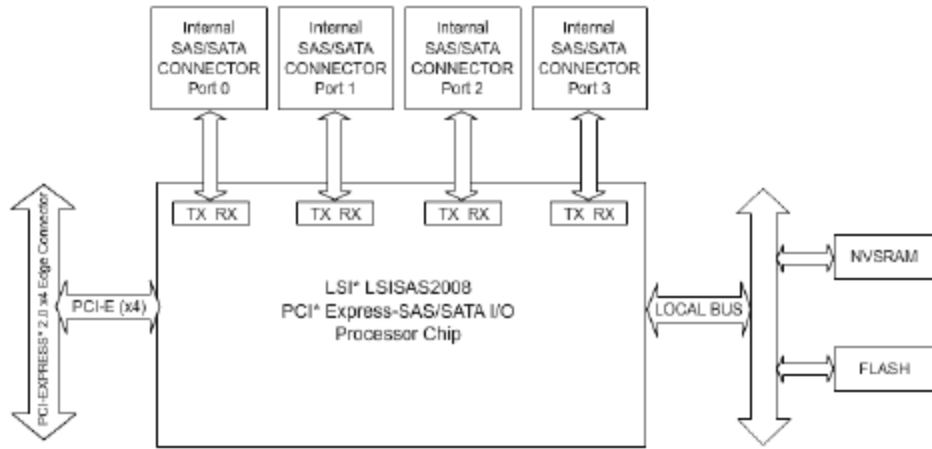 Internal
SAS/SATA
CONNECTOR
Port 0
Internal
SAS/SATA
CONNECTOR
Port 1
Internal
SAS/SATA
CONNECTOR
Port 2
Internal
SAS/SATA
CONNECTOR
Port 3
TX RX
TX RX
TX RX
TX RX
PCI-EXPRESS* 2.0 x4 Edge Connector
PCI-E (x4)
LSI* LSISAS2008
PCI* Express-SAS/SATA I/O
Processor Chip
LOCAL BUS
NVSRAM
FLASH